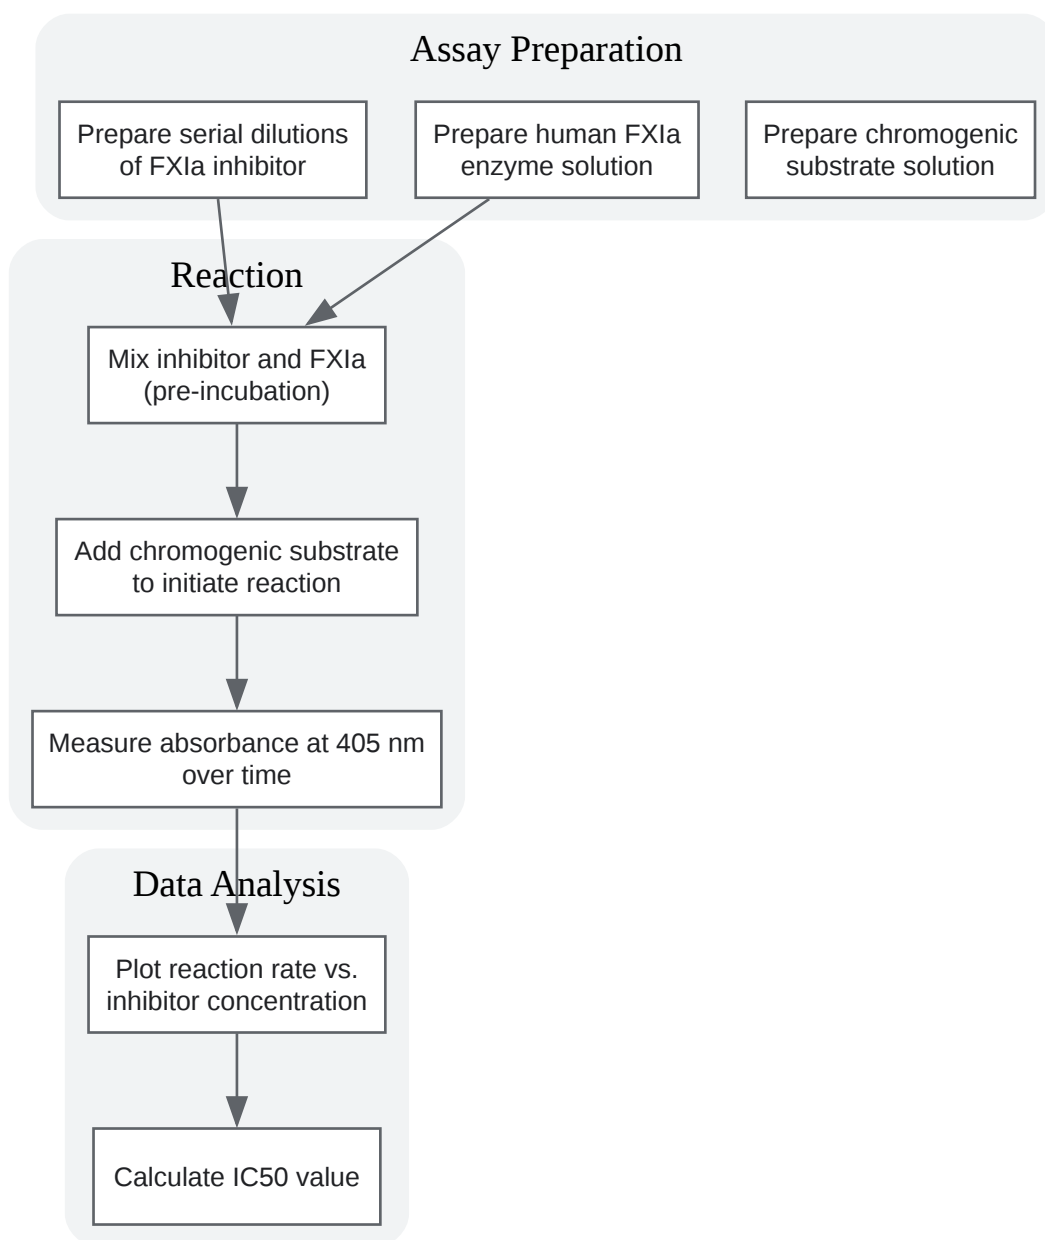 Assay Preparation
Prepare serial dilutions
of FXIa inhibitor
Prepare human FXIa
enzyme solution
Prepare chromogenic
substrate solution
Reaction
Mix inhibitor and FXIa
(pre-incubation)
Add chromogenic substrate
to initiate reaction
Measure absorbance at 405 nm
over time
Data Analysis
Plot reaction rate vs.
inhibitor concentration
Calculate IC50 value